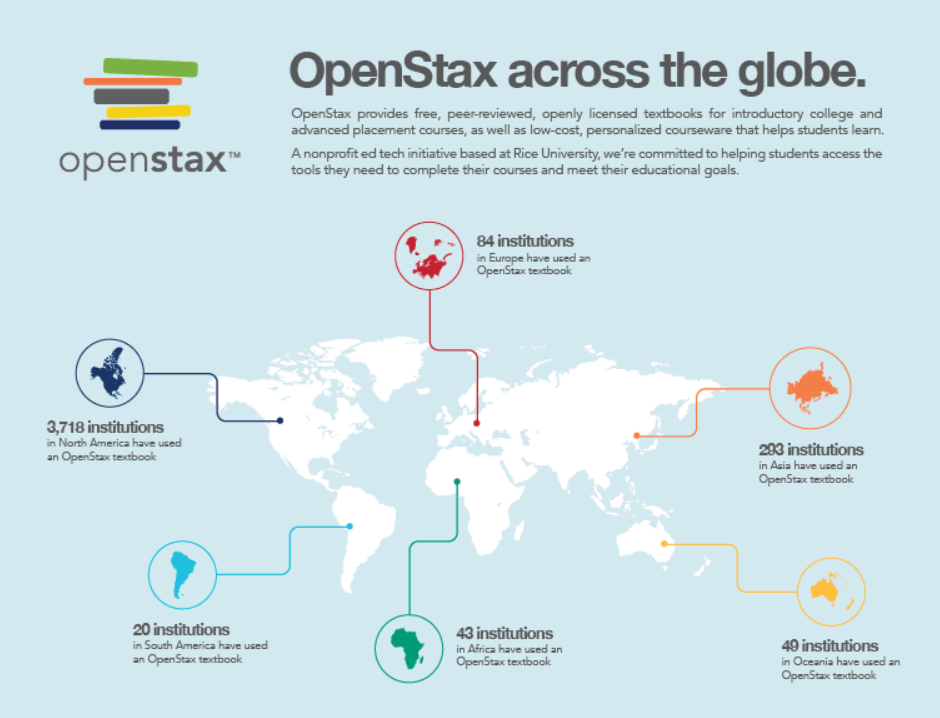 openstax™
OpenStax across the globe.
OpenStax provides free, peer-reviewed, openly licensed textbooks for introductory college and
advanced placement courses, as well as low-cost, personalized courseware that helps students learn.
A nonprofit ed tech initiative based at Rice University, we're committed to helping students access the
tools they need to complete their courses and meet their educational goals.
84 institutions
in Europe have used an
OpenStax textbook
3,718 institutions
in North America have used
an OpenStax textbook
293 institutions
in Asia have used an
OpenStax textbook
20 institutions
in South America have used
an OpenStax textbook
43 institutions
in Africa have used an
OpenStax textbook
49 institutions
in Oceania have used an
OpenStax textbook